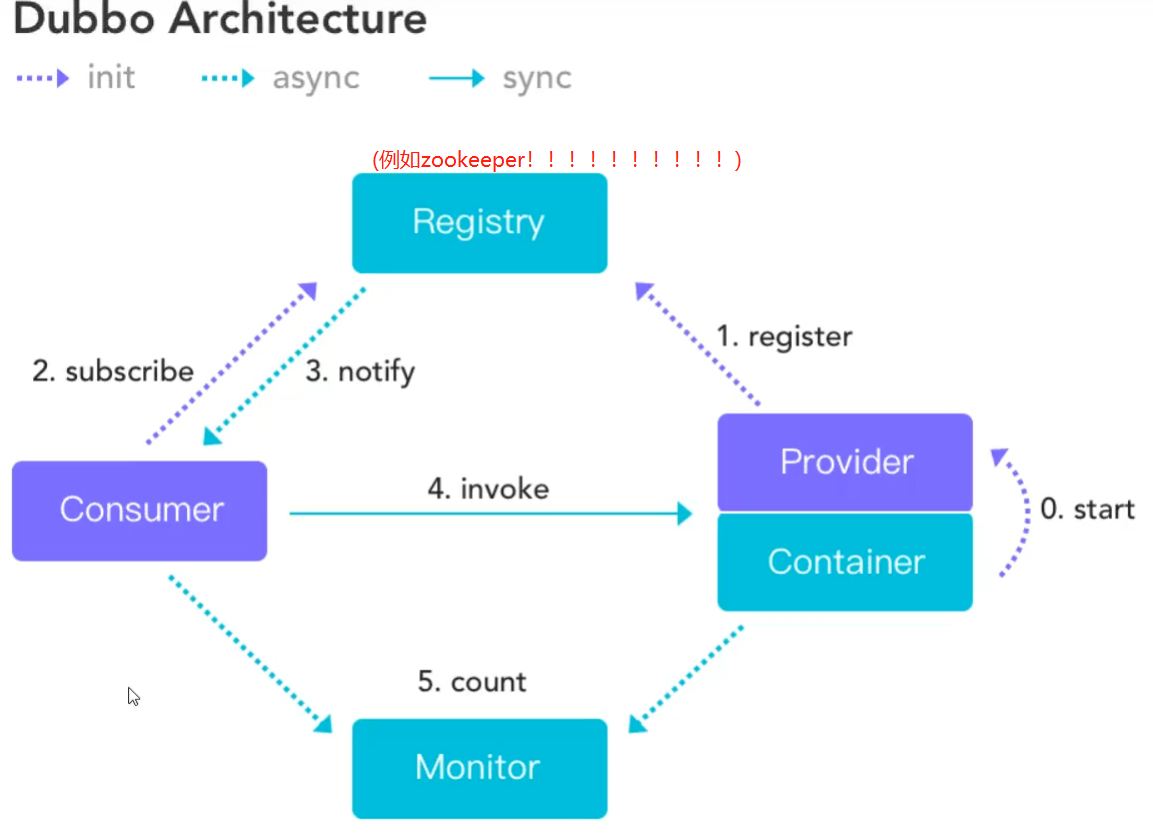 Dubbo Architecture
init async sync
(例如zookeeper！！！！！！！！！！)
Registry
1. register
2. subscribe
3. notify
Provider
4. invoke
Consumer
0. start
Container
5. count
Monitor